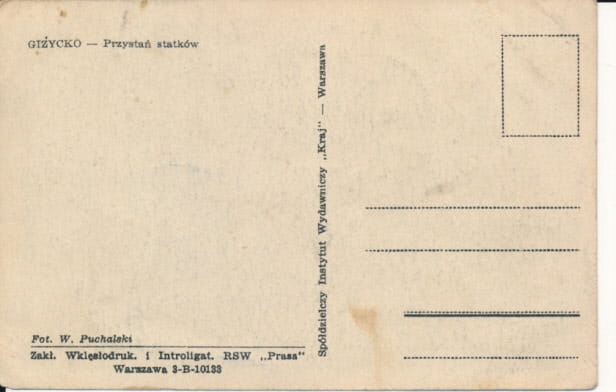 GIŻYCKO — Przystań statków
Spółdzielczy Instytut Wydawniczy „Kraj" — Warszawa
Fot. W. Puchalski
Zakł. Wklęsłodruk. i Introligat. RSW „Prasa"
Warszawa 3-B-10133